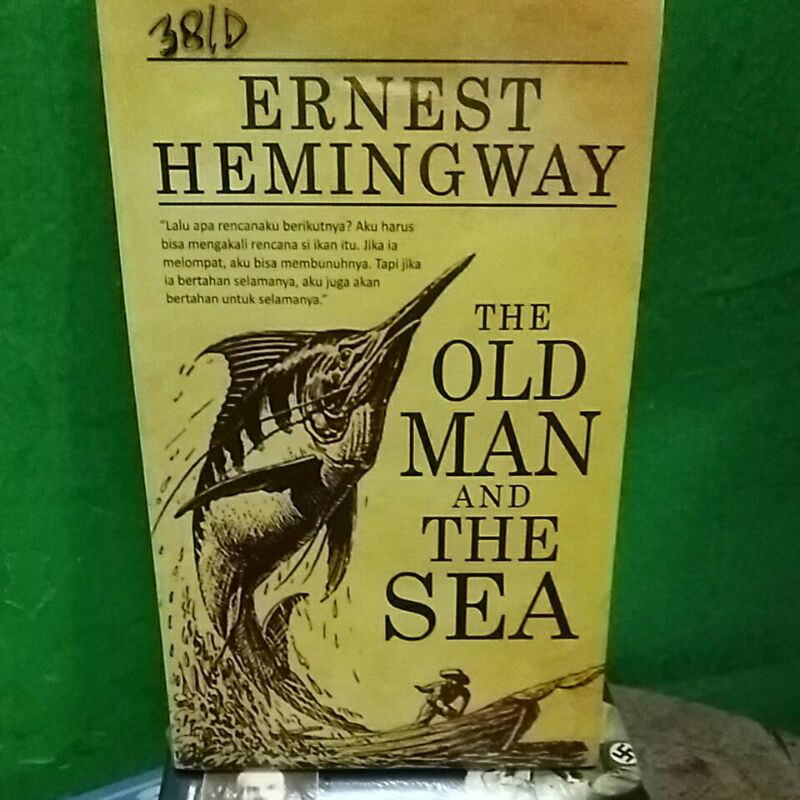 381D
ERNEST
HEMINGWAY
"Lalu apa rencanaku berikutnya? Aku harus
bisa mengakali rencana si ikan itu. Jika ia
melompat, aku bisa membunuhnya. Tapi jika
ia bertahan selamanya, aku juga akan
bertahan untuk selamanya."
THE
OLD
MAN
AND
THE
SEA